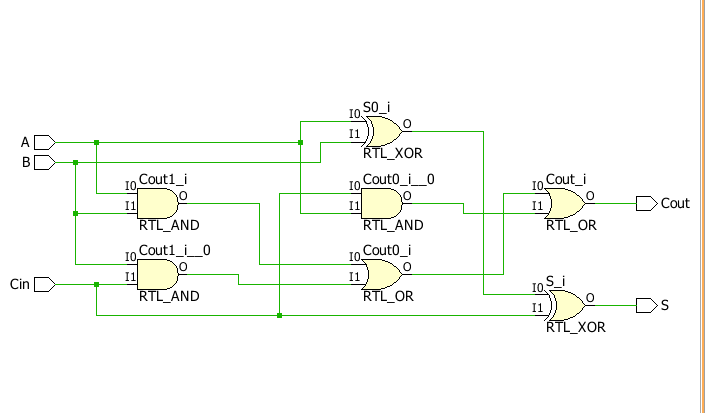 S0_i
I0
O
I1
RTL_XOR
A
B
Cout1_i
I0
O
I1
RTL_AND
Cout0_i__0
I0
O
I1
RTL_AND
Cout_i
I0
O
I1
RTL_OR
Cout
Cout1_i__0
I0
O
I1
RTL_AND
Cout0_i
I0
O
I1
RTL_OR
Cin
S_i
I0
O
I1
RTL_XOR
S